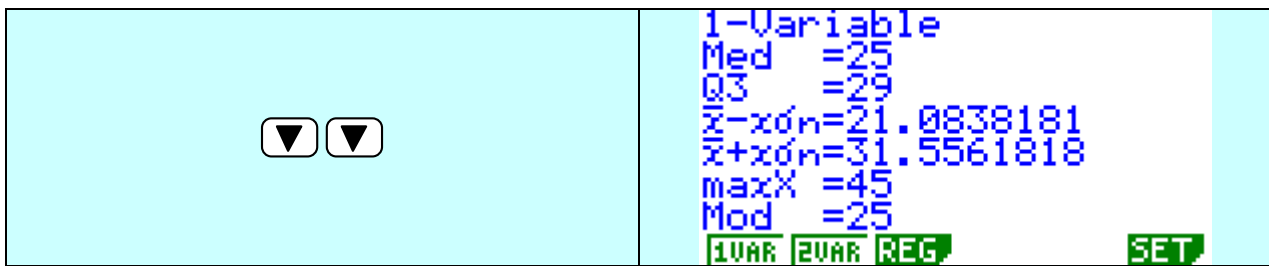 ▼ ▼
1-Variable
Med =25
Q3 =29
x̄-xσn=21.0838181
x̄+xσn=31.5561818
maxX =45
Mod =25
1VAR 2VAR REG SET